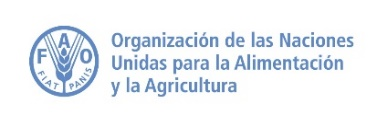 FAO
FIAT PANIS
Organización de las Naciones
Unidas para la Alimentación
y la Agricultura